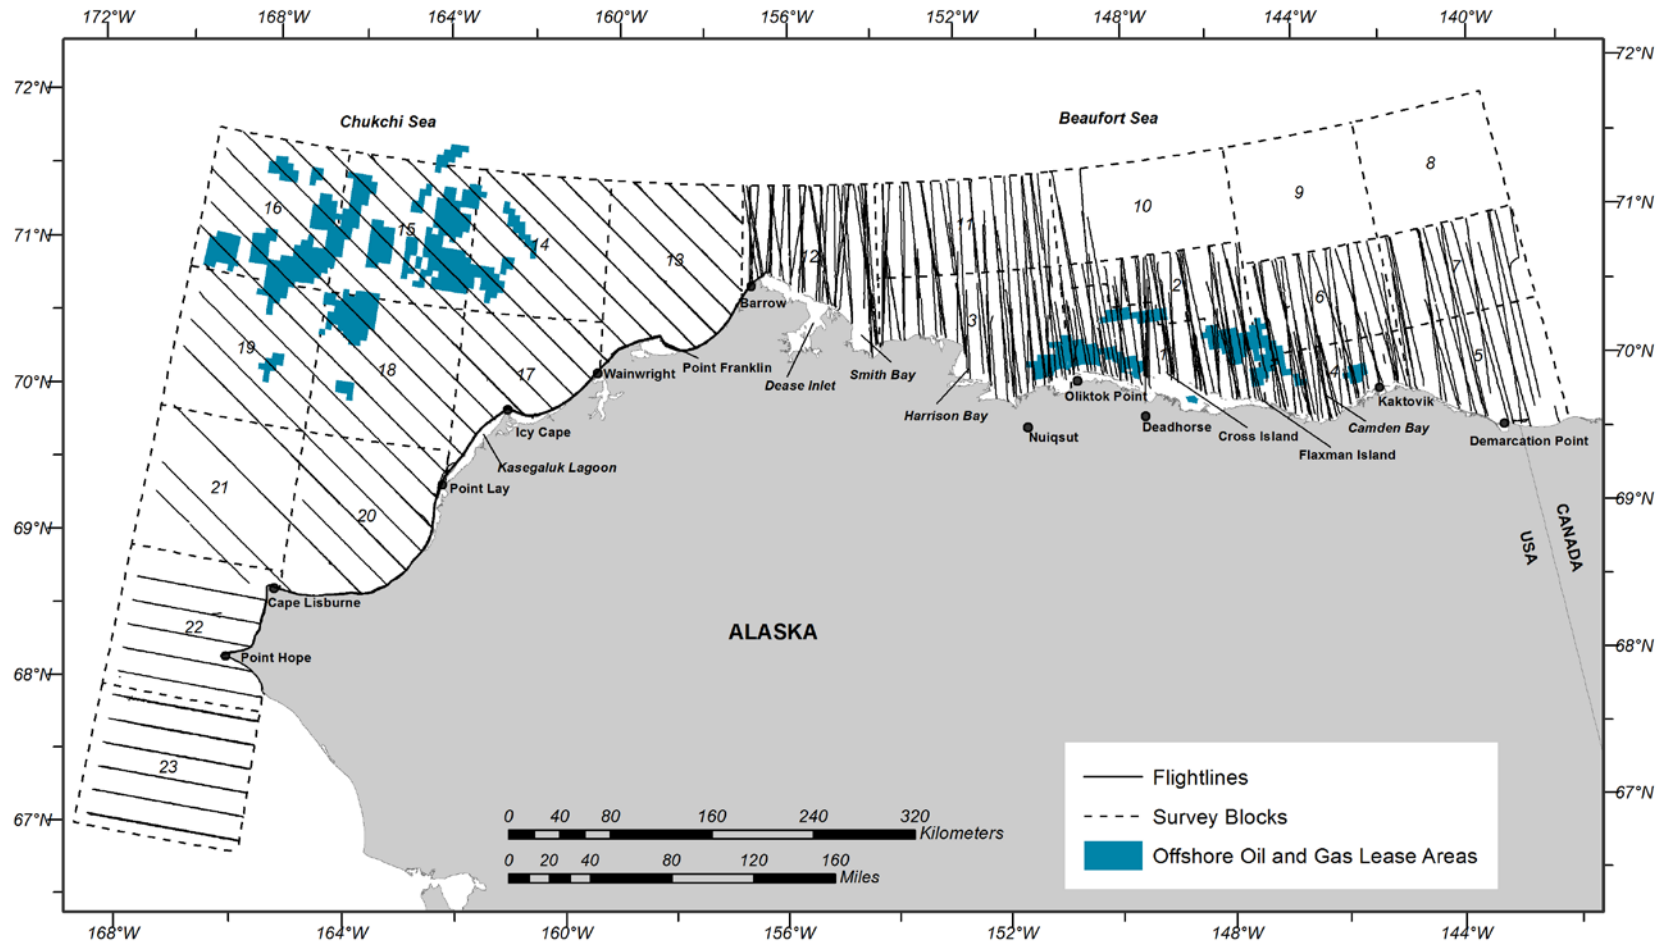 172°W 168°W 164°W 160°W 156°W 152°W 148°W 144°W 140°W
72°N
72°N
Chukchi Sea
Beaufort Sea
8
9
10
71°N
16
15
14
13
12
11
71°N
2
7
6
3
1
4
5
70°N
19
18
17
70°N
Barrow
Point Franklin
Wainwright
Dease Inlet
Smith Bay
Harrison Bay
Oliktok Point
Nuiqsut
Deadhorse
Cross Island
Flaxman Island
Camden Bay
Kaktovik
Demarcation Point
Icy Cape
Kasegaluk Lagoon
Point Lay
21
20
69°N
69°N
USA
CANADA
Cape Lisburne
22
Point Hope
ALASKA
68°N
68°N
23
67°N
67°N
0 40 80 160 240 320
Kilometers
0 20 40 80 120 160
Miles
Flightlines
Survey Blocks
Offshore Oil and Gas Lease Areas
168°W 164°W 160°W 156°W 152°W 148°W 144°W